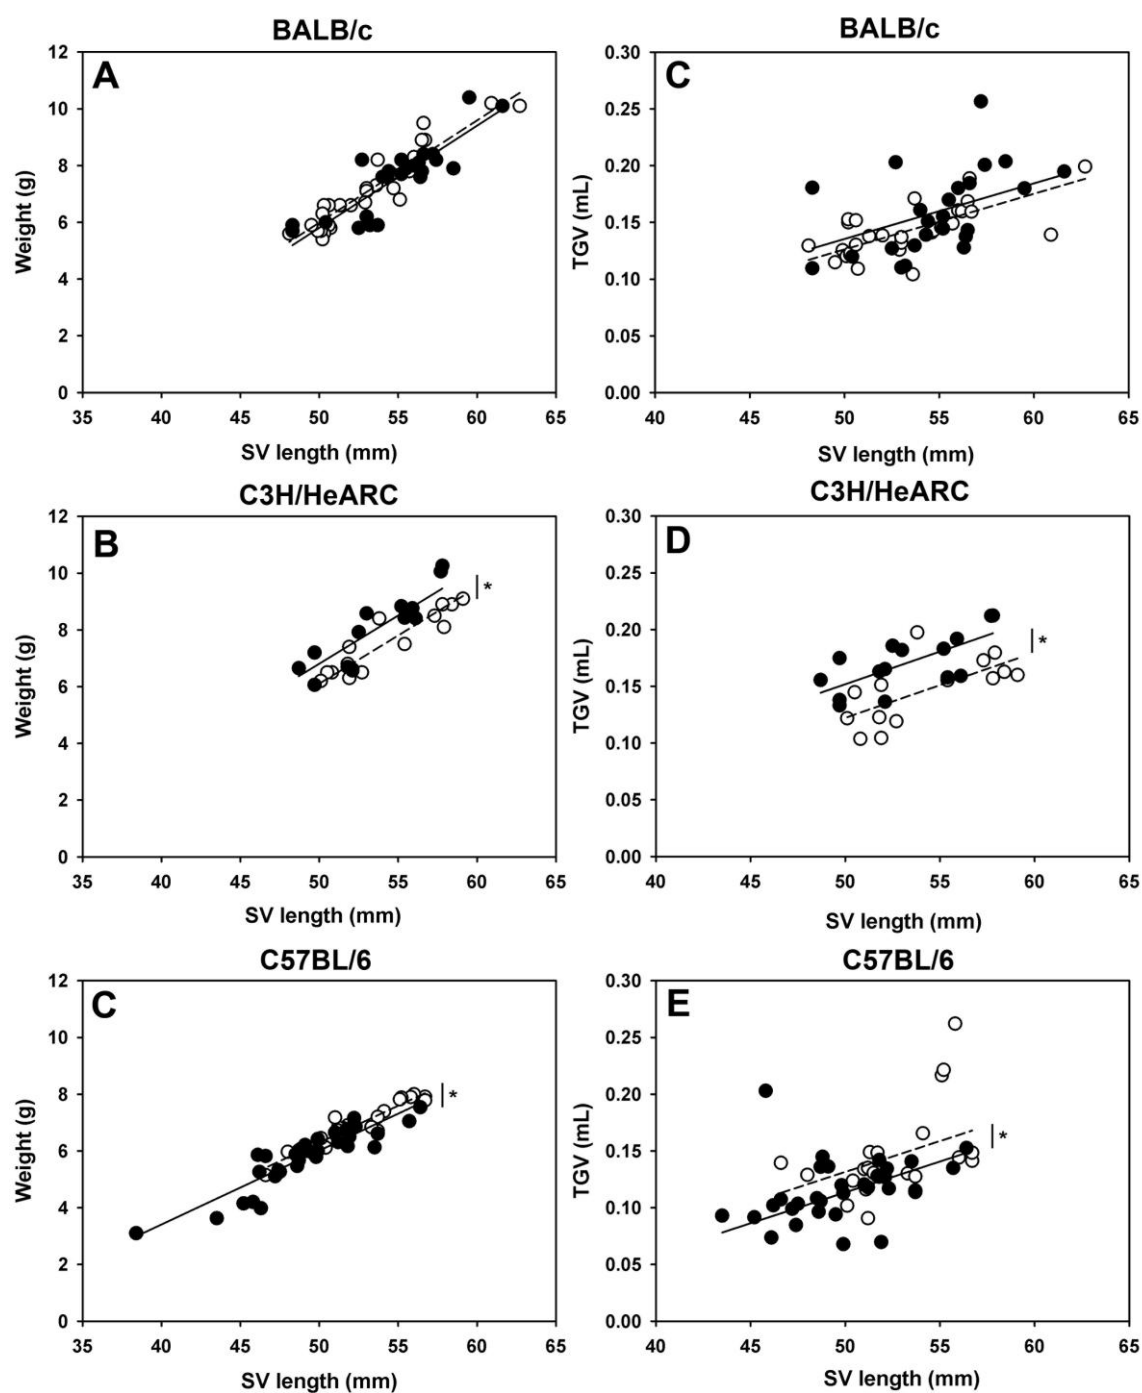 BALB/c
A
Weight (g)
12
10
8
6
4
2
0
35 40 45 50 55 60 65
SV length (mm)
BALB/c
C
TGV (mL)
0.30
0.25
0.20
0.15
0.10
0.05
0.00
40 45 50 55 60 65
SV length (mm)
C3H/HeARC
B
*
Weight (g)
12
10
8
6
4
2
0
35 40 45 50 55 60 65
SV length (mm)
C3H/HeARC
D
*
TGV (mL)
0.30
0.25
0.20
0.15
0.10
0.05
0.00
40 45 50 55 60 65
SV length (mm)
C57BL/6
C
*
Weight (g)
12
10
8
6
4
2
0
35 40 45 50 55 60 65
SV length (mm)
C57BL/6
E
*
TGV (mL)
0.30
0.25
0.20
0.15
0.10
0.05
0.00
40 45 50 55 60 65
SV length (mm)